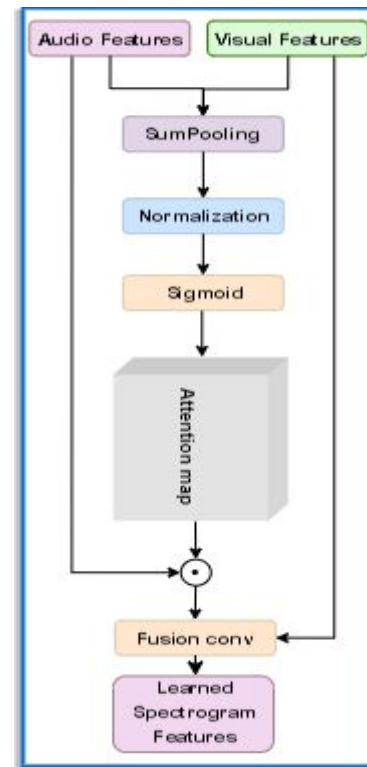 Audio Features
Visual Features
SumPooling
Normalization
Sigmoid
Attention map
Fusion conv
Learned
Spectrogram
Features